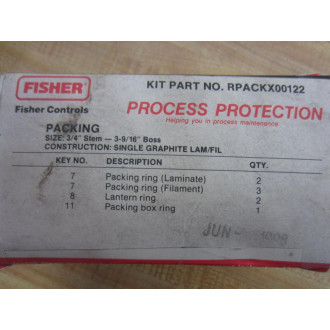 FISHER
KIT PART NO. RPACKX00122
Fisher Controls
PROCESS PROTECTION
Helping you in process maintenance
PACKING
SIZE: 3/4" Stem — 3-9/16" Boss
CONSTRUCTION: SINGLE GRAPHITE LAM/FIL
KEY NO. DESCRIPTION QTY.
7 Packing ring (Laminate) 2
7 Packing ring (Filament) 3
8 Lantern ring 2
11 Packing box ring 1
JUN-